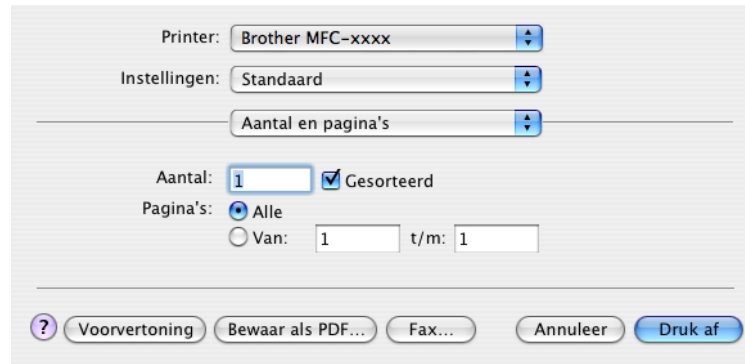 Printer: Brother MFC-xxxx
Instellingen: Standaard
Aantal en pagina's
Aantal: 1 Gesorteerd
Pagina's: Alle
Van: 1 t/m: 1
? Voorvertoning Bewaar als PDF... Fax... Annuleer Druk af